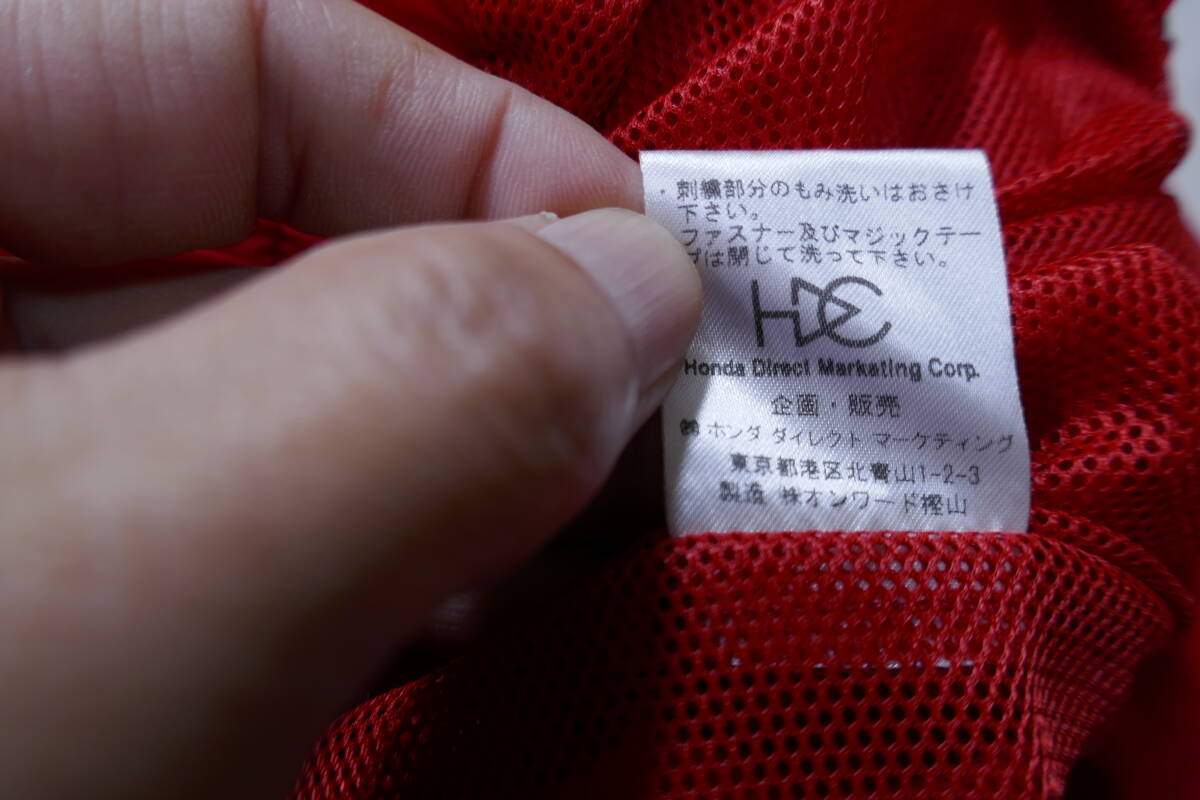 ・刺繍部分のもみ洗いはおさけ
下さい。
ファスナー及びマジックテー
プは閉じて洗って下さい。
HDC
Honda Direct Marketing Corp.
企画・販売
㈱ ホンダ ダイレクト マーケティング
東京都港区北青山1-2-3
製造 株オンワード樫山